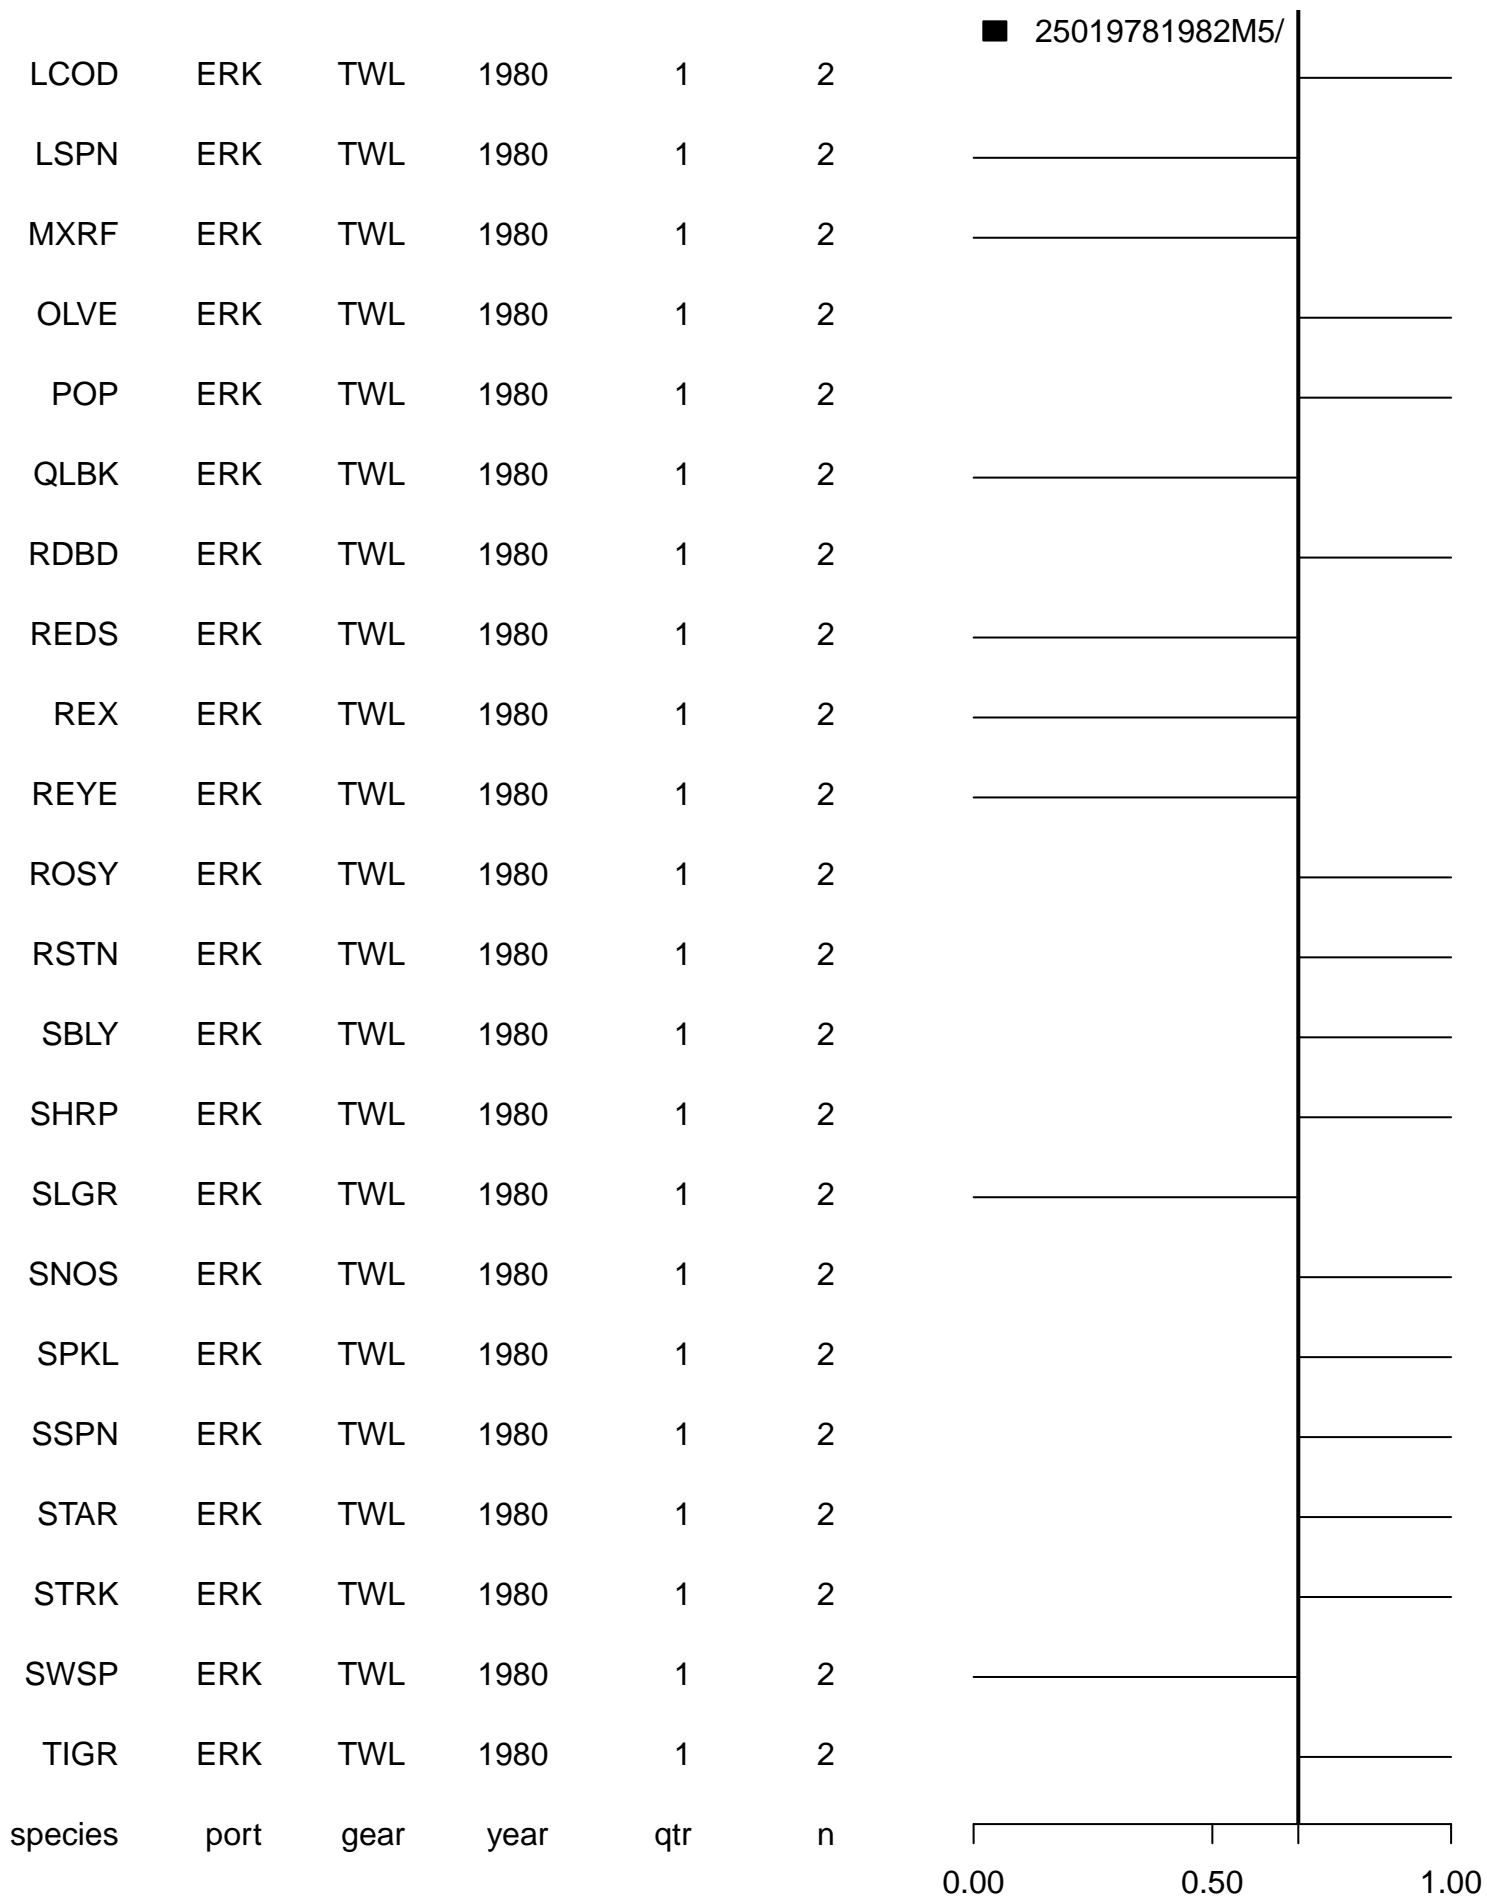 25019781982M5/
LCOD ERK TWL 1980 1 2
LSPN ERK TWL 1980 1 2
MXRF ERK TWL 1980 1 2
OLVE ERK TWL 1980 1 2
POP ERK TWL 1980 1 2
QLBK ERK TWL 1980 1 2
RDBD ERK TWL 1980 1 2
REDS ERK TWL 1980 1 2
REX ERK TWL 1980 1 2
REYE ERK TWL 1980 1 2
ROSY ERK TWL 1980 1 2
RSTN ERK TWL 1980 1 2
SBLY ERK TWL 1980 1 2
SHRP ERK TWL 1980 1 2
SLGR ERK TWL 1980 1 2
SNOS ERK TWL 1980 1 2
SPKL ERK TWL 1980 1 2
SSPN ERK TWL 1980 1 2
STAR ERK TWL 1980 1 2
STRK ERK TWL 1980 1 2
SWSP ERK TWL 1980 1 2
TIGR ERK TWL 1980 1 2
species port gear year qtr n
0.00 0.50 1.00